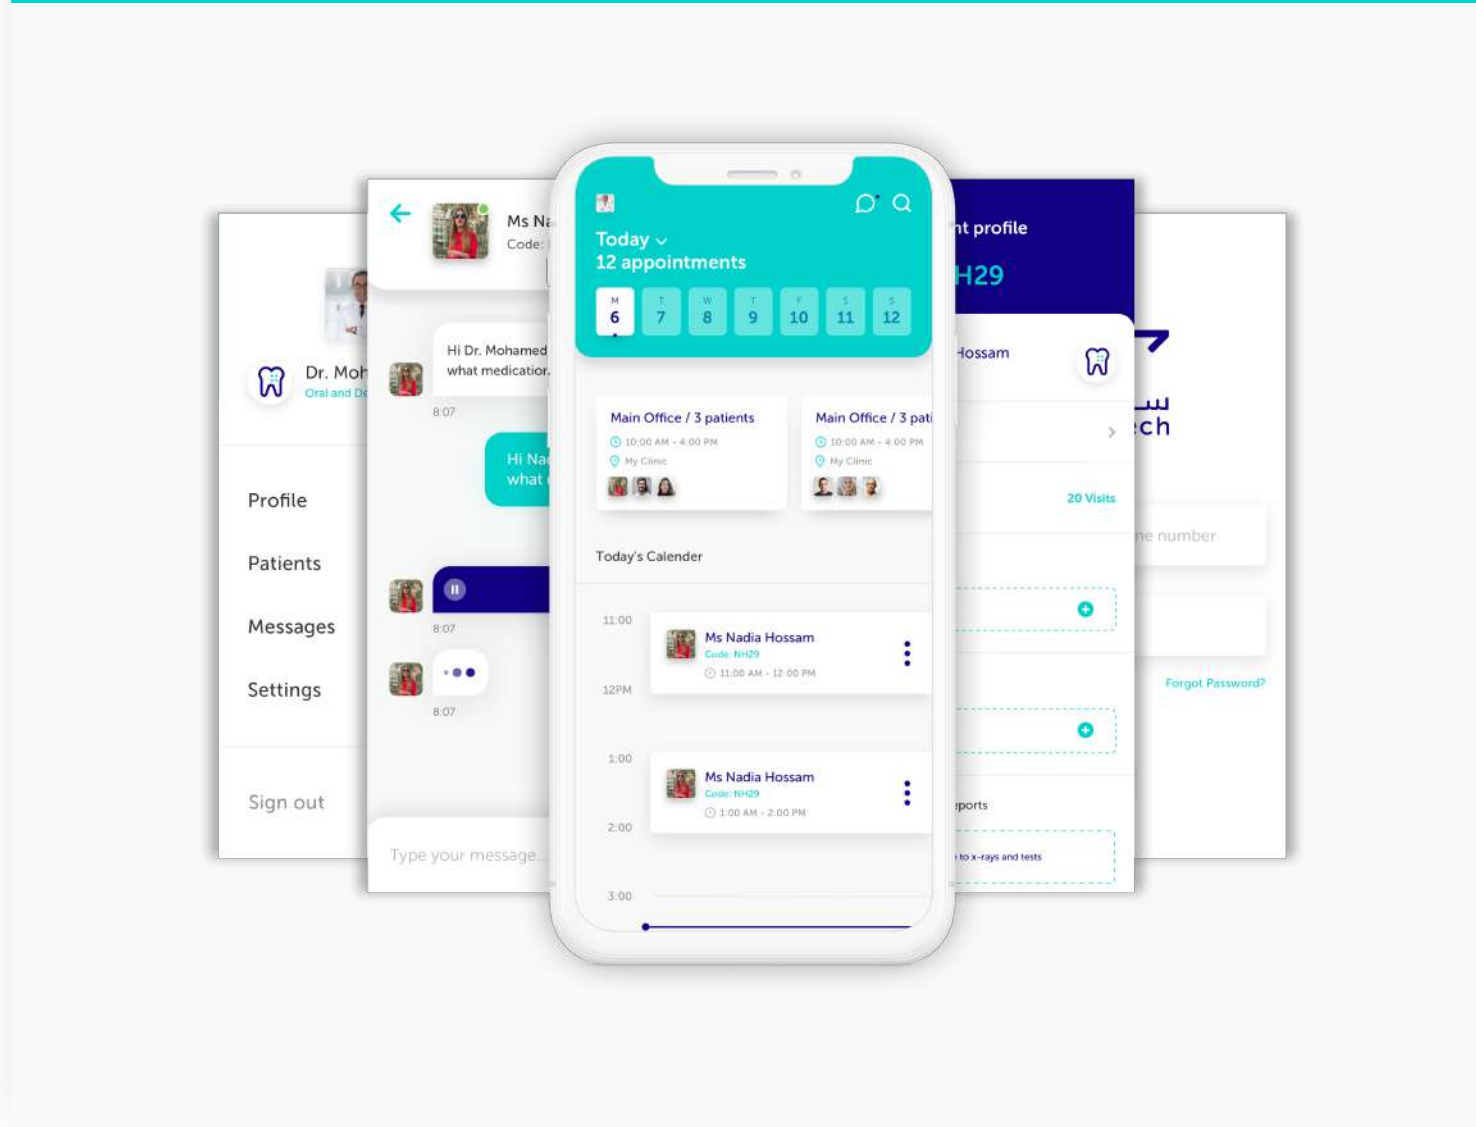 Dr. Moh
Oral and De
Profile
Patients
Messages
Settings
Sign out
Ms Na
Code:
Hi Dr. Mohamed
what medication.
8:07
Hi Nad
what
8:07
8:07
Type your message...
Today
12 appointments
M T W T F S S
6 7 8 9 10 11 12
Main Office / 3 patients
10:00 AM - 4:00 PM
My Clinic
Main Office / 3 pati
10:00 AM - 4:00 PM
My Clinic
Today's Calender
11:00
Ms Nadia Hossam
Code: NH29
11:00 AM - 12:00 PM
12PM
1:00
Ms Nadia Hossam
Code: NH29
1:00 AM - 2:00 PM
2:00
3:00
nt profile
H29
Hossam
20 Visits
eports
e to x-rays and tests
ech
ne number
Forgot Password?